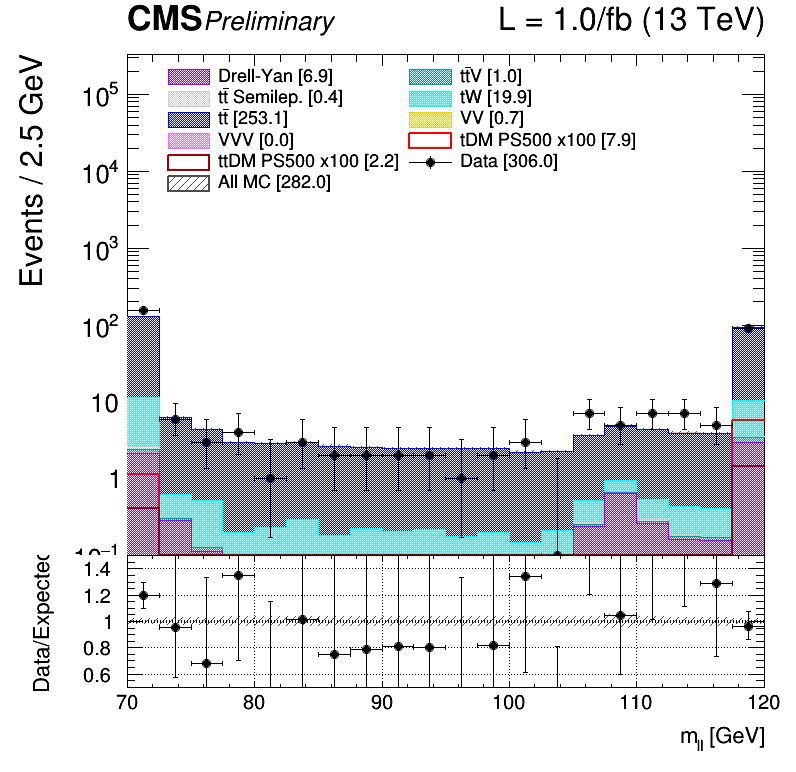 CMS Preliminary L = 1.0/fb (13 TeV)
Events / 2.5 GeV
Drell-Yan [6.9]
tt̄V [1.0]
tt̄ Semilep. [0.4]
tW [19.9]
tt̄ [253.1]
VV [0.7]
VVV [0.0]
tDM PS500 x100 [7.9]
ttDM PS500 x100 [2.2]
Data [306.0]
All MC [282.0]
10⁵
10⁴
10³
10²
10
1
10⁻¹
Data/Expected
1.4
1.2
1
0.8
0.6
70 80 90 100 110 120
m_ll [GeV]